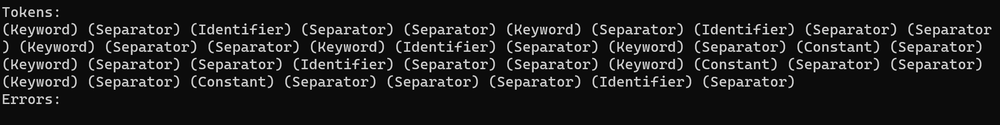 Tokens:
(Keyword) (Separator) (Identifier) (Separator) (Separator) (Keyword) (Separator) (Identifier) (Separator) (Separator
) (Keyword) (Separator) (Separator) (Keyword) (Identifier) (Separator) (Keyword) (Separator) (Constant) (Separator)
(Keyword) (Separator) (Separator) (Identifier) (Separator) (Separator) (Keyword) (Constant) (Separator) (Separator)
(Keyword) (Separator) (Constant) (Separator) (Separator) (Separator) (Identifier) (Separator)
Errors: